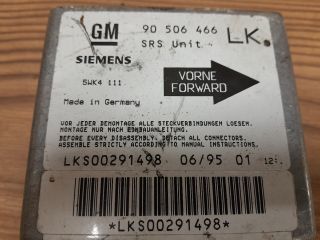 GM 90 506 466 LK.
SRS Unit
SIEMENS
5WK4 111
VORNE
FORWARD
Made in Germany
VOR JEDER DEMONTAGE ALLE STECKVERBINDUNGEN LOESEN.
MONTAGE NUR NACH EINBAUANLEITUNG.
BEFORE EVERY DISASSEMBLY, DETACH ALL CONNECTORS.
ASSEMBLE STRICTLY ACCORDING TO MANUAL INSTRUCTIONS.
LKS00291498 06/95 01
*LKS00291498*